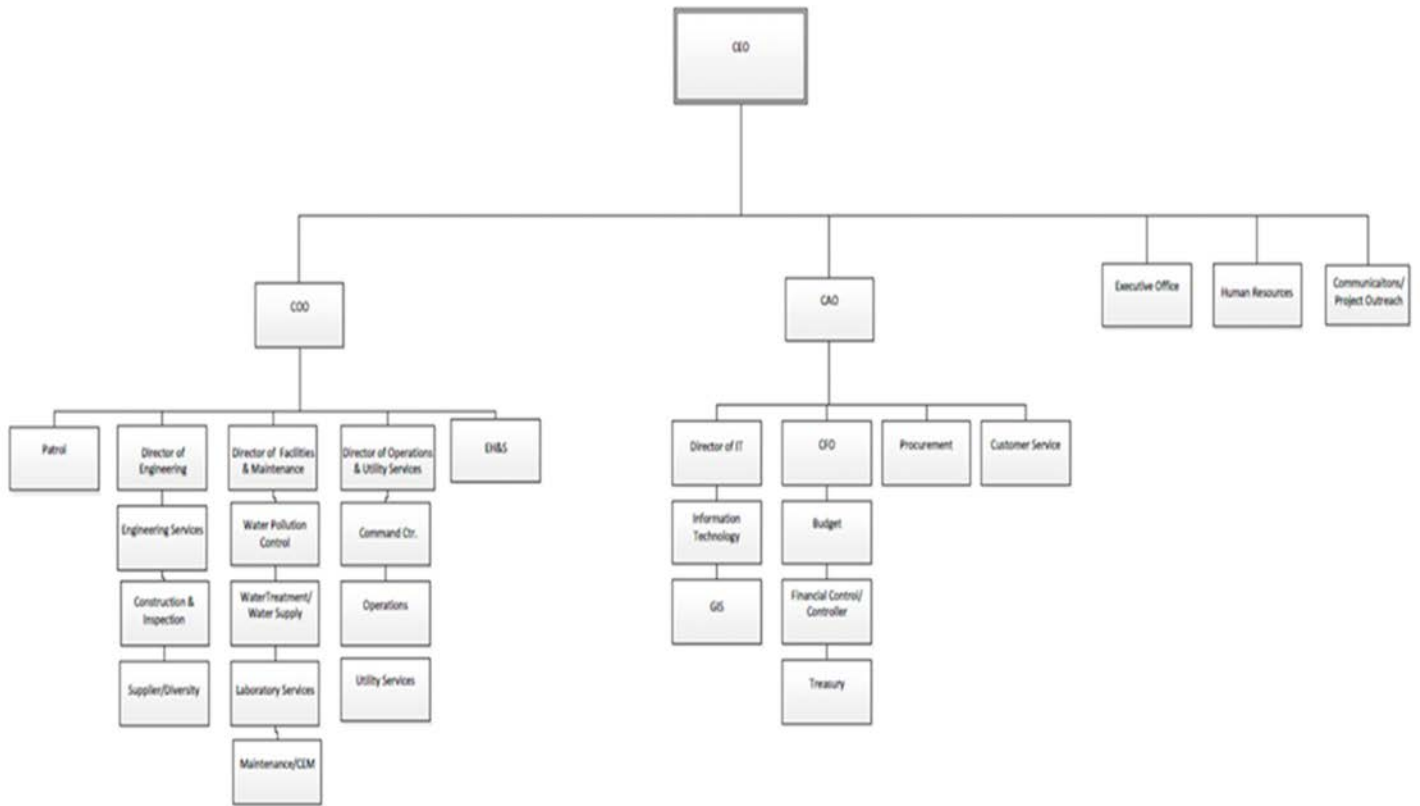 CEO
COO
CAO
Executive Office
Human Resources
Communicaitons/
Project Outreach
Patrol
Director of
Engineering
Director of Facilities
& Maintenance
Director of Operations
& Utility Services
EH&S
Director of IT
CFO
Procurement
Customer Service
Engineering Services
Water Pollution
Control
Command Ctr.
Information
Technology
Budget
Construction &
Inspection
WaterTreatment/
Water Supply
Operations
GIS
Financial Control/
Controller
Supplier/Diversity
Laboratory Services
Utility Services
Treasury
Maintenance/CEM